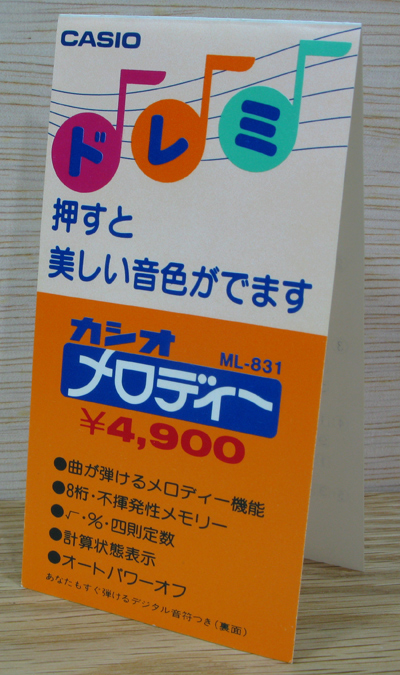 CASIO
ドレミ
押すと
美しい音色がでます
カシオ
ML-831
メロディー
¥4,900
●曲が弾けるメロディー機能
●8桁・不揮発性メモリー
●√・%・四則定数
●計算状態表示
●オートパワーオフ
あなたもすぐ弾けるデジタル音符つき(裏面)